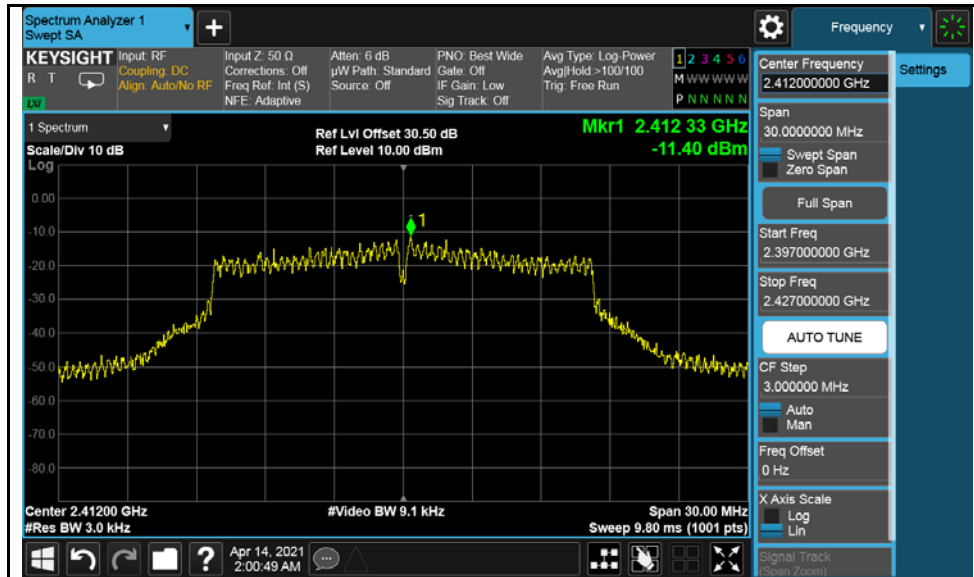 Spectrum Analyzer 1
Swept SA
+
Frequency
KEYSIGHT
R T
LXI
Input: RF
Coupling: DC
Align: Auto/No RF
Input Z: 50 Ω
Corrections: Off
Freq Ref: Int (S)
NFE: Adaptive
Atten: 6 dB
µW Path: Standard
Source: Off
PNO: Best Wide
Gate: Off
IF Gain: Low
Sig Track: Off
Avg Type: Log-Power
Avg|Hold:>100/100
Trig: Free Run
1 2 3 4 5 6
M W W W W W
P N N N N N
Center Frequency
2.412000000 GHz
Settings
Span
30.0000000 MHz
Swept Span
Zero Span
Full Span
Start Freq
2.397000000 GHz
Stop Freq
2.427000000 GHz
AUTO TUNE
CF Step
3.000000 MHz
Auto
Man
Freq Offset
0 Hz
X Axis Scale
Log
Lin
Signal Track
(Span Zoom)
1 Spectrum
Scale/Div 10 dB
Log
Ref Lvl Offset 30.50 dB
Ref Level 10.00 dBm
Mkr1 2.412 33 GHz
-11.40 dBm
1
0.00
-10.0
-20.0
-30.0
-40.0
-50.0
-60.0
-70.0
-80.0
Center 2.41200 GHz
#Res BW 3.0 kHz
#Video BW 9.1 kHz
Span 30.00 MHz
Sweep 9.80 ms (1001 pts)
?
Apr 14, 2021
2:00:49 AM